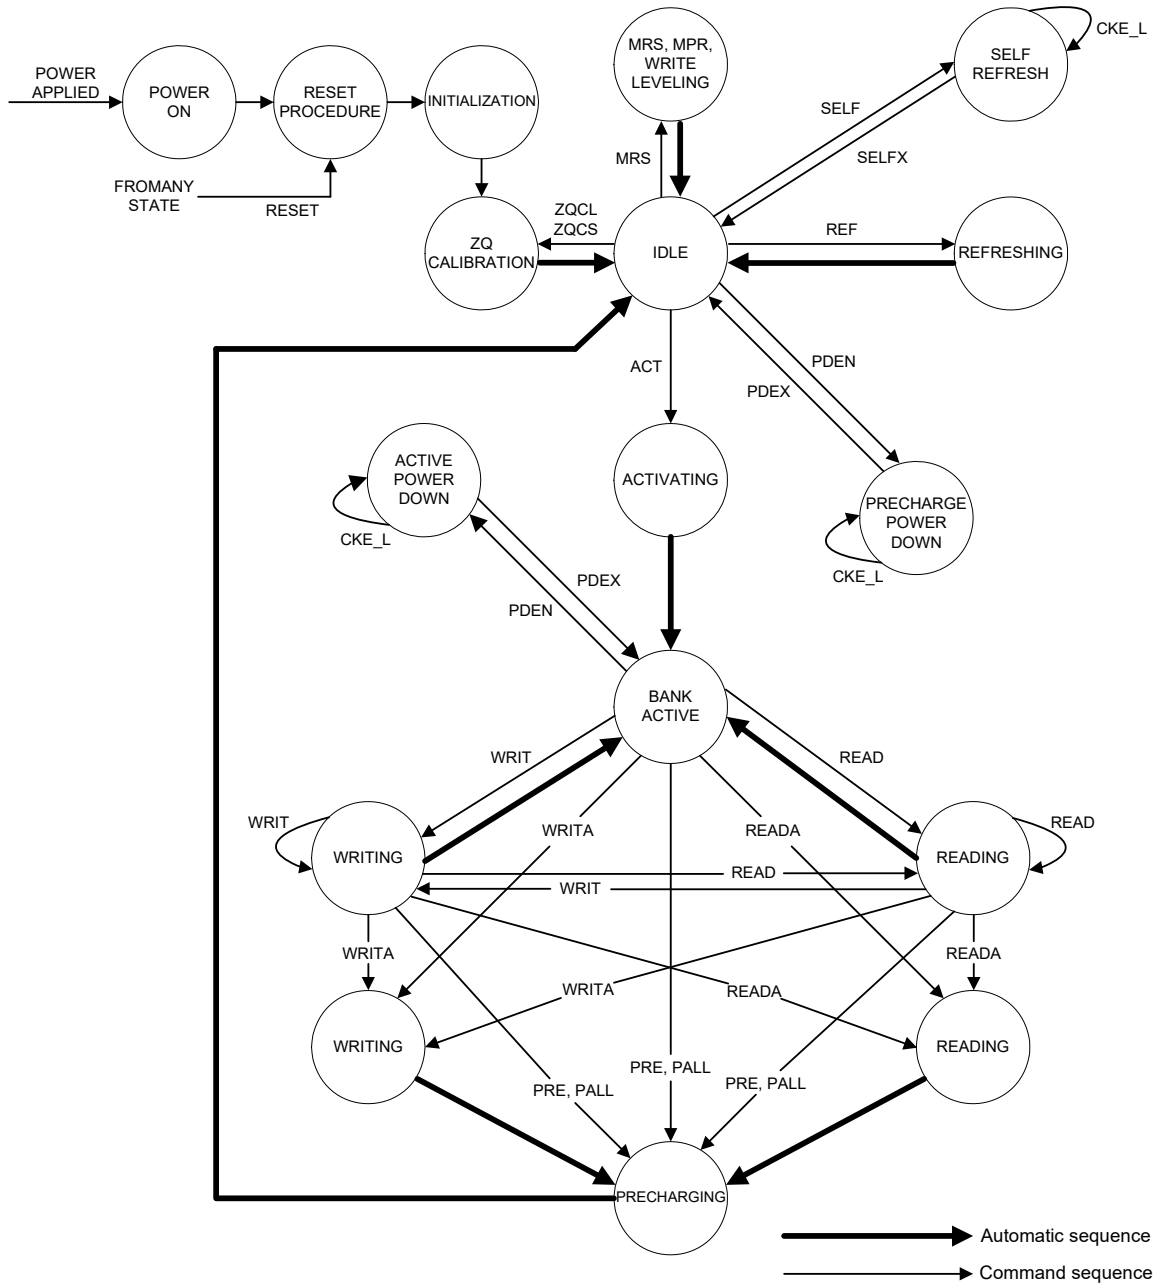 MRS, MPR,
WRITE
LEVELING
SELF
REFRESH
CKE_L
POWER
APPLIED
POWER
ON
RESET
PROCEDURE
INITIALIZATION
SELF
MRS
SELFX
FROMANY
STATE
RESET
ZQCL
ZQCS
ZQ
CALIBRATION
IDLE
REF
REFRESHING
ACT
PDEN
PDEX
ACTIVE
POWER
DOWN
CKE_L
ACTIVATING
PRECHARGE
POWER
DOWN
CKE_L
PDEX
PDEN
BANK
ACTIVE
WRIT
READ
WRIT
WRITA
READA
READ
WRITING
READING
READ
WRIT
WRITA
READA
WRITA
READA
WRITING
READING
PRE, PALL
PRE, PALL
PRE, PALL
PRECHARGING
Automatic sequence
Command sequence